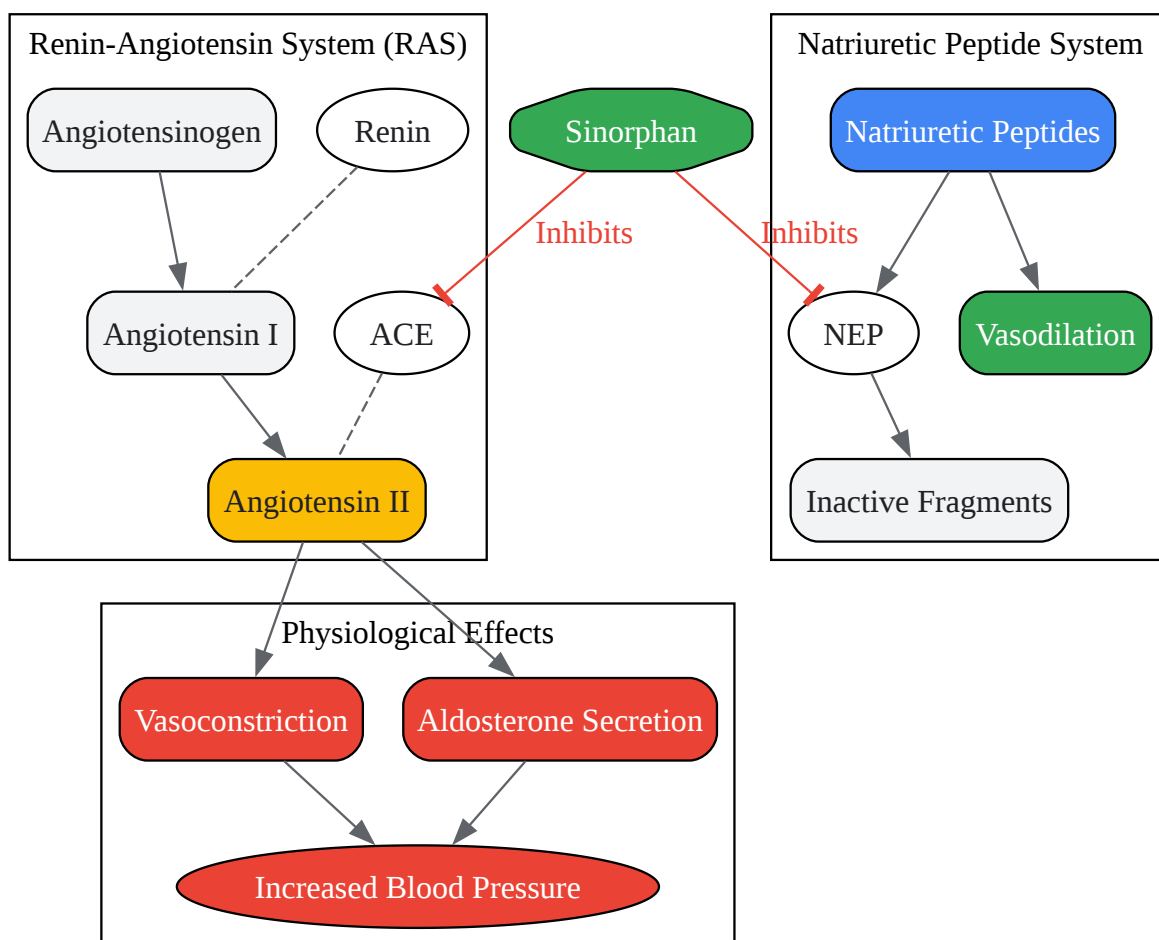 Renin-Angiotensin System (RAS)
Natriuretic Peptide System
Angiotensinogen
Renin
Sinorphan
Natriuretic Peptides
Inhibits
Inhibits
Angiotensin I
ACE
NEP
Vasodilation
Angiotensin II
Inactive Fragments
Physiological Effects
Vasoconstriction
Aldosterone Secretion
Increased Blood Pressure